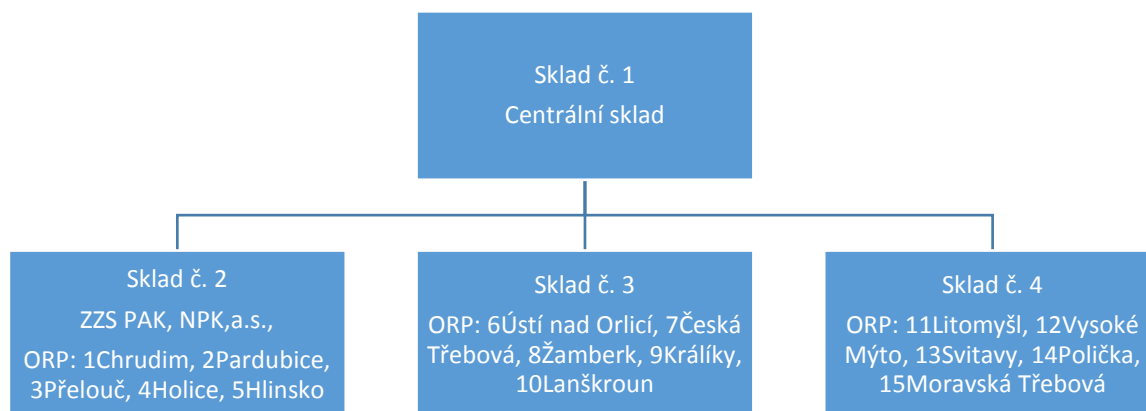 Sklad č. 1
Centrální sklad
Sklad č. 2
ZZS PAK, NPK,a.s.,
ORP: 1Chrudim, 2Pardubice,
3Přelouč, 4Holice, 5Hlinsko
Sklad č. 3
ORP: 6Ústí nad Orlicí, 7Česká
Třebová, 8Žamberk, 9Králíky,
10Lanškroun
Sklad č. 4
ORP: 11Litomyšl, 12Vysoké
Mýto, 13Svitavy, 14Polička,
15Moravská Třebová